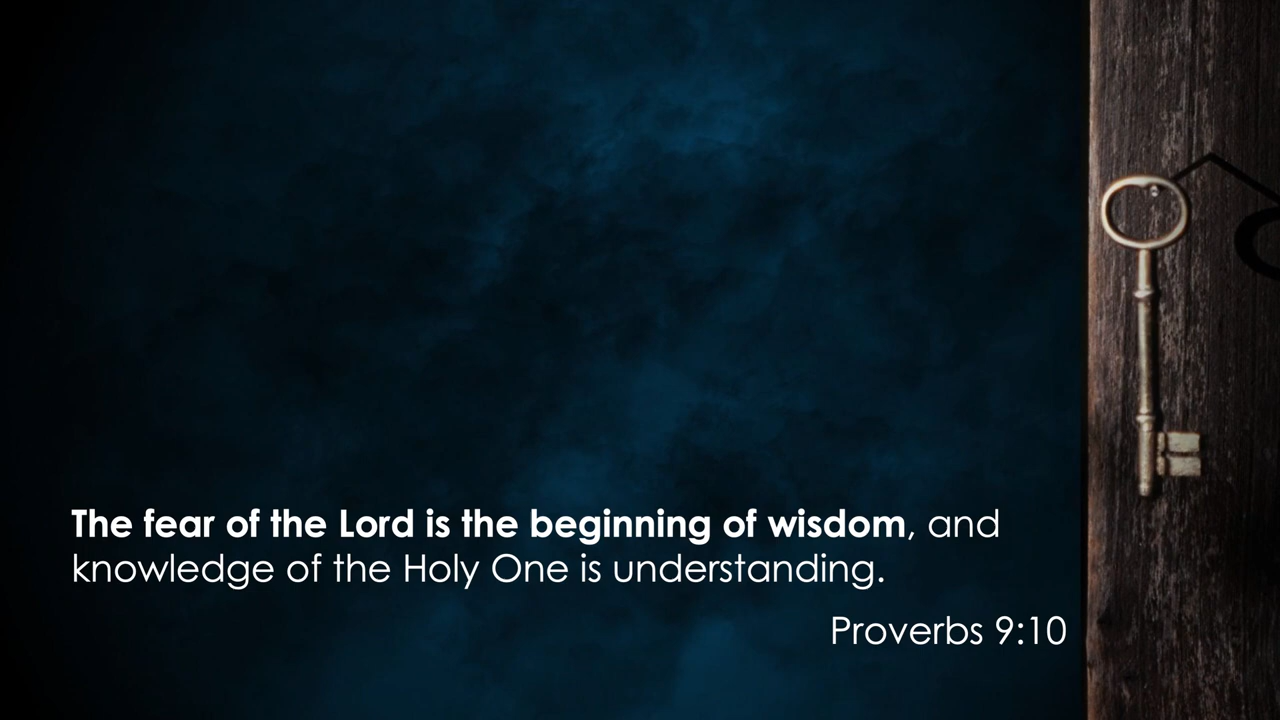 The fear of the Lord is the beginning of wisdom, and
knowledge of the Holy One is understanding.
Proverbs 9:10